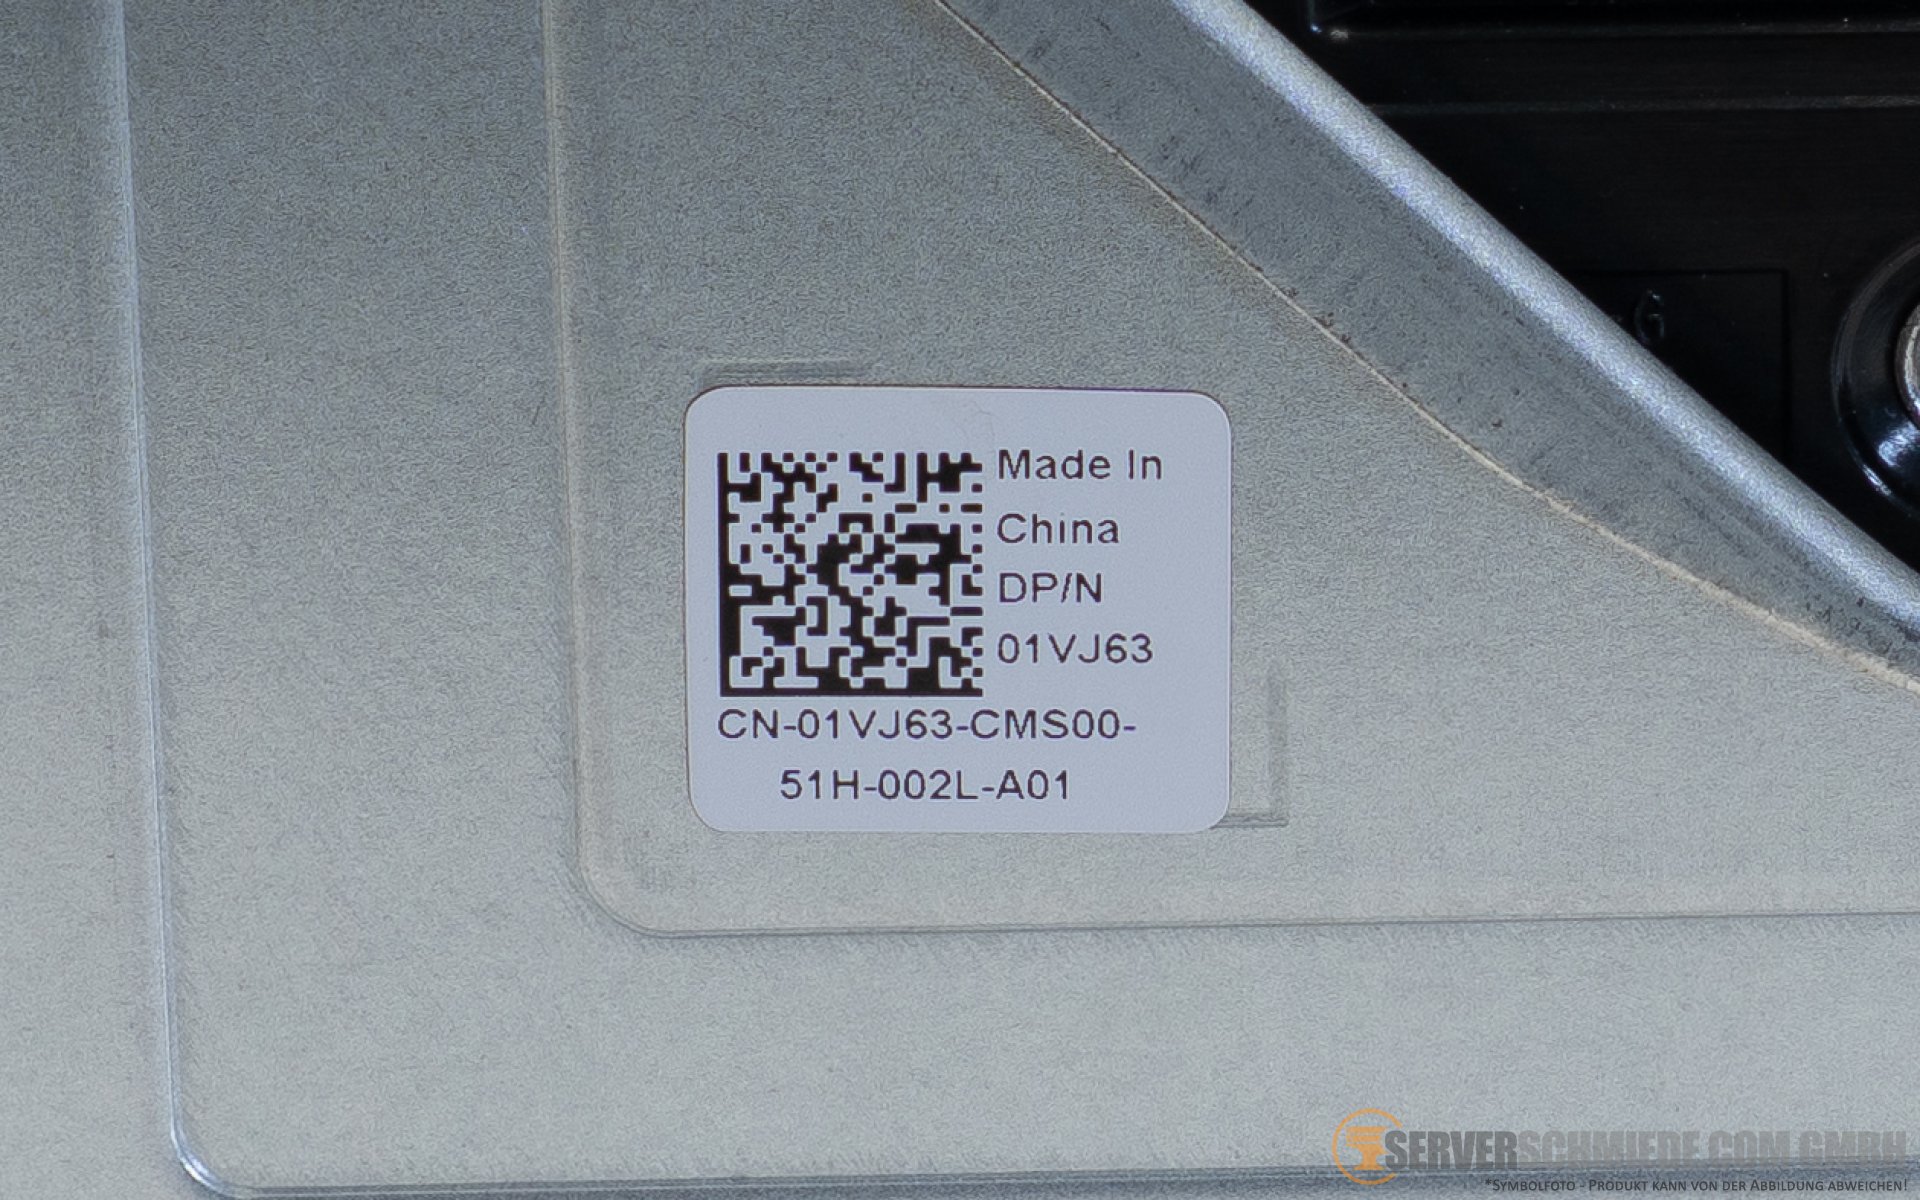 Made In
China
DP/N
01VJ63
CN-01VJ63-CMS00-
51H-002L-A01
G
SERVERSCHMIEDE.COM GMBH
*Symbolfoto - Produkt kann von der Abbildung abweichen!